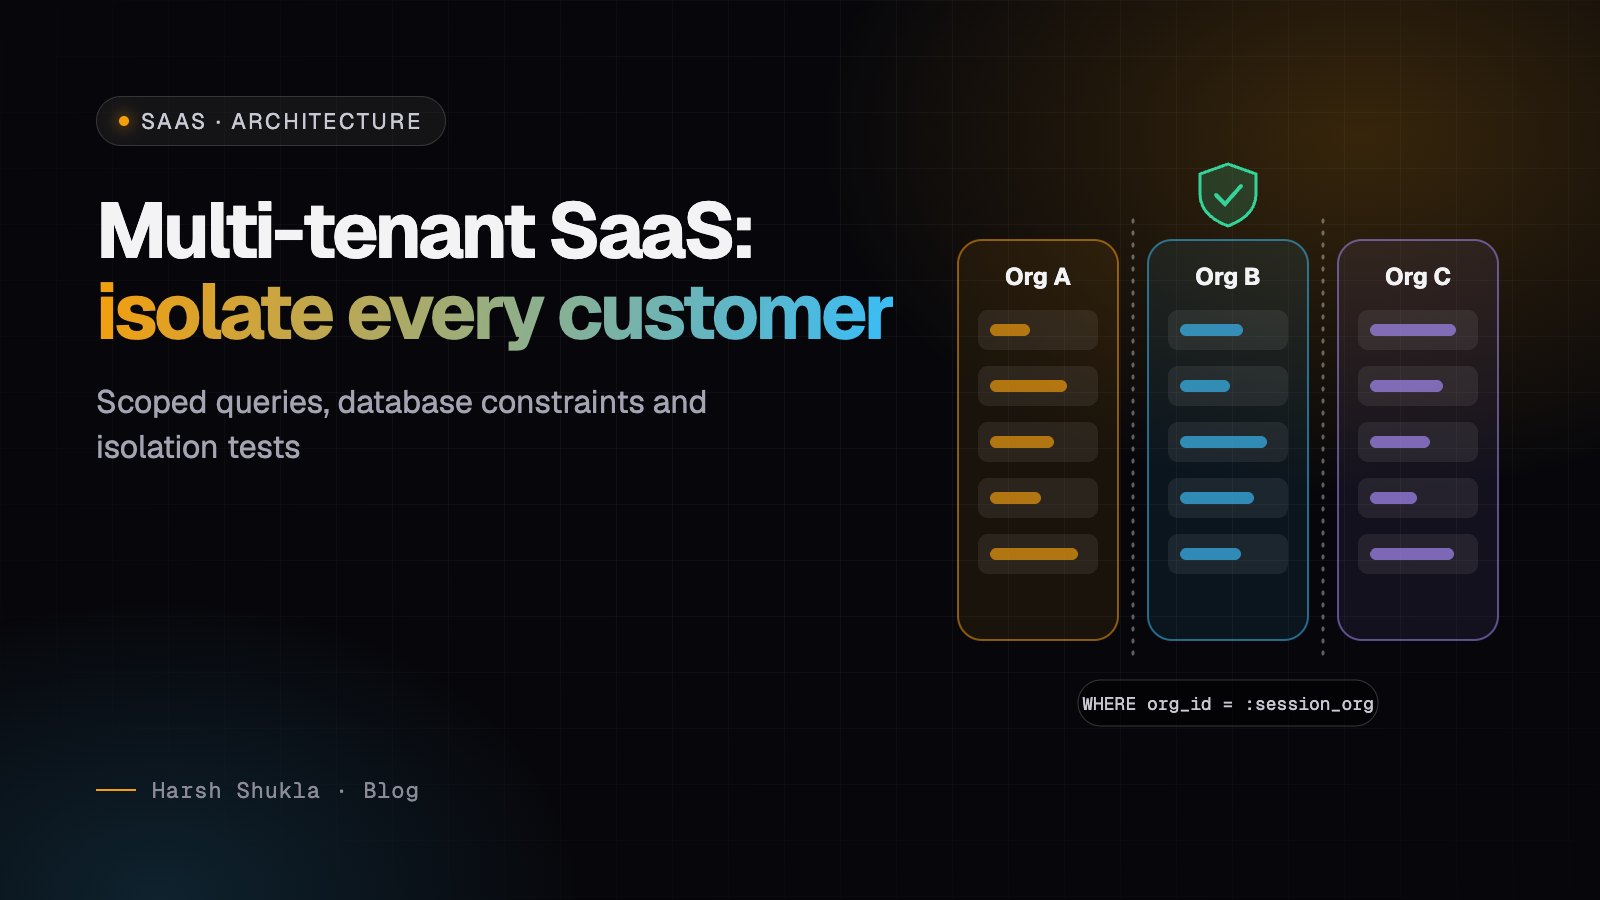 SAAS · ARCHITECTURE
Multi-tenant SaaS:
isolate every customer
Scoped queries, database constraints and
isolation tests
Org A
Org B
Org C
WHERE org_id = :session_org
Harsh Shukla · Blog